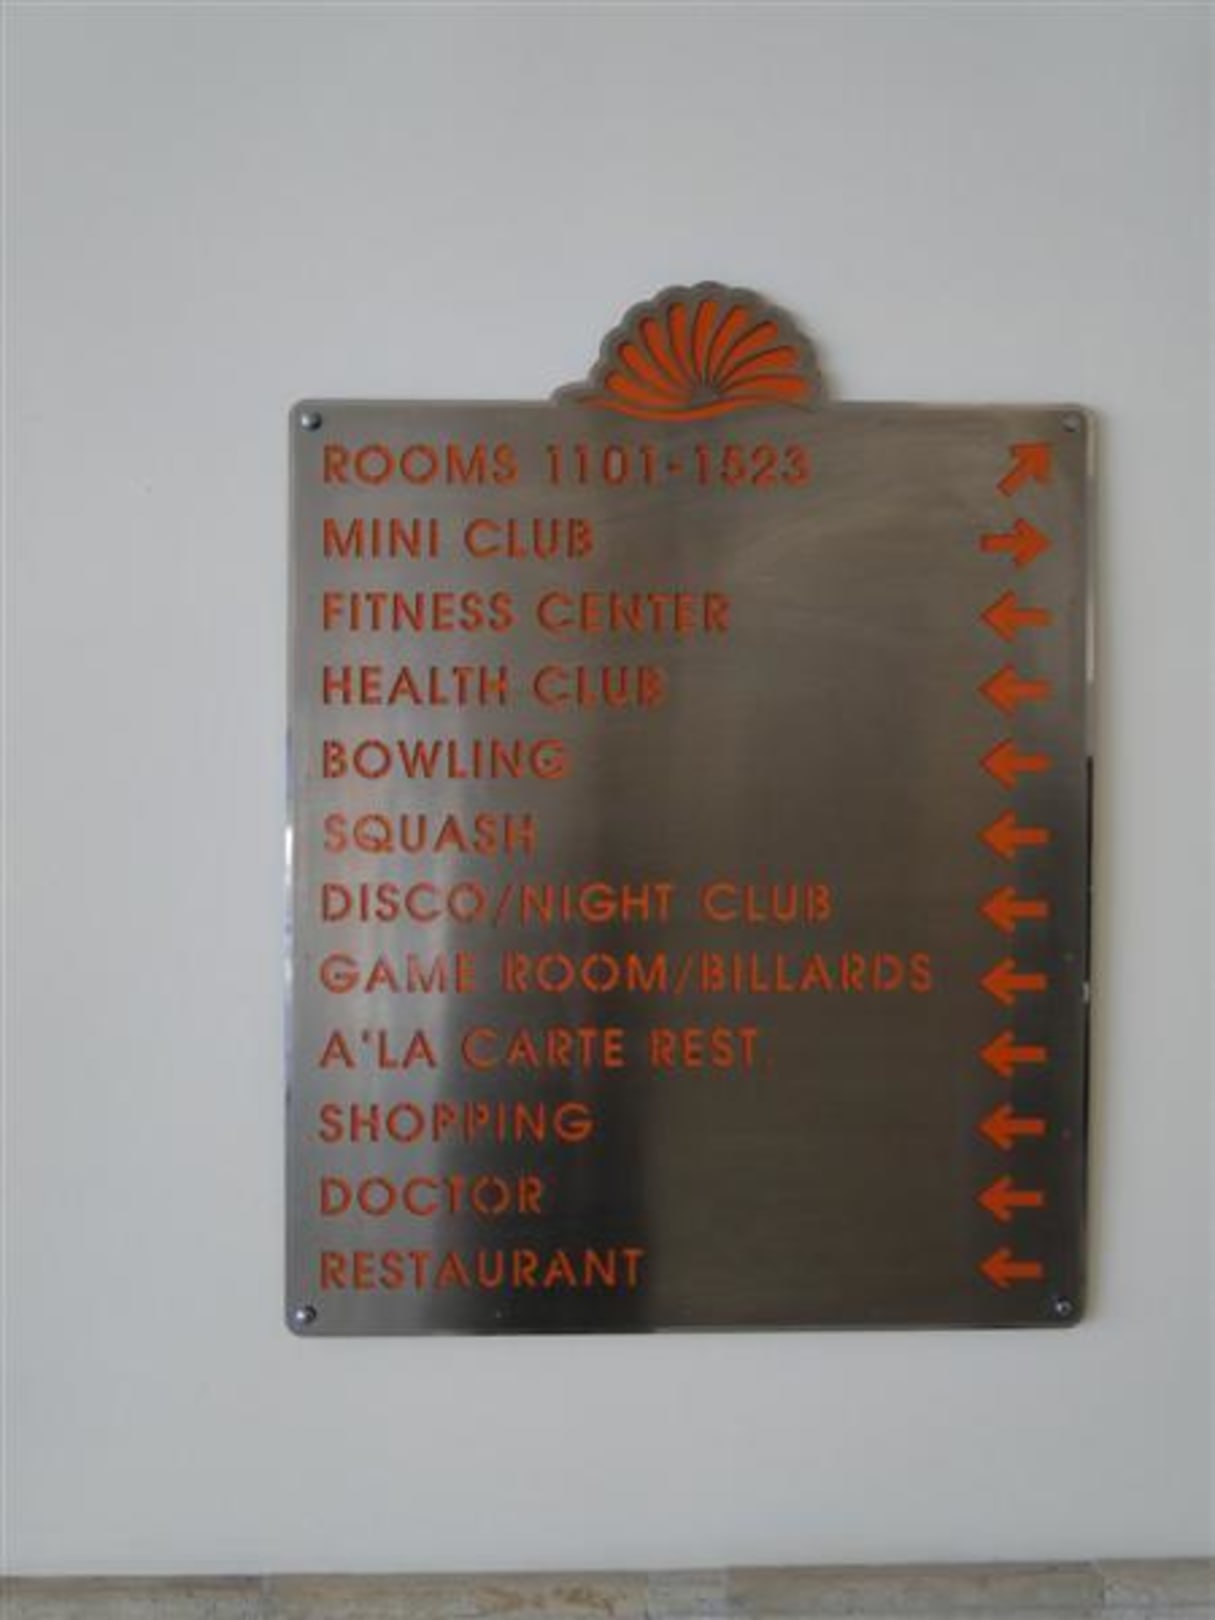 ROOMS 1101-1523
MINI CLUB
FITNESS CENTER
HEALTH CLUB
BOWLING
SQUASH
DISCO/NIGHT CLUB
GAME ROOM/BILLARDS
A'LA CARTE REST.
SHOPPING
DOCTOR
RESTAURANT